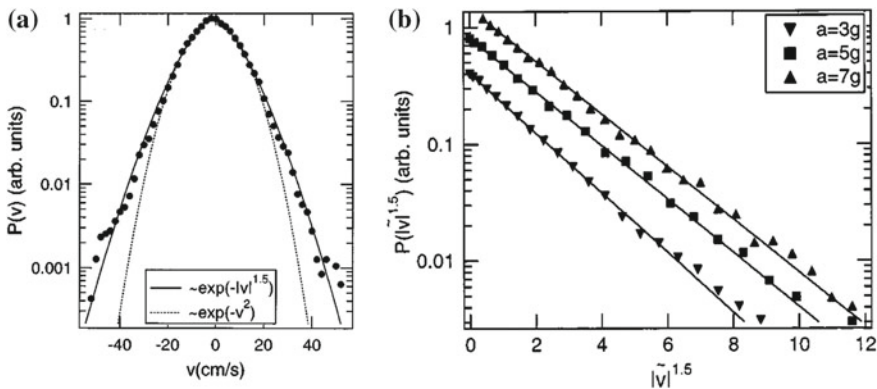 (a)
1
0.1
0.01
0.001
P(v) (arb. units)
~exp(-|v|^1.5)
~exp(-v^2)
-40
-20
0
20
40
v(cm/s)
(b)
1
0.1
0.01
P(|ṽ|^1.5) (arb. units)
a=3g
a=5g
a=7g
0
2
4
6
8
10
12
|ṽ|^1.5